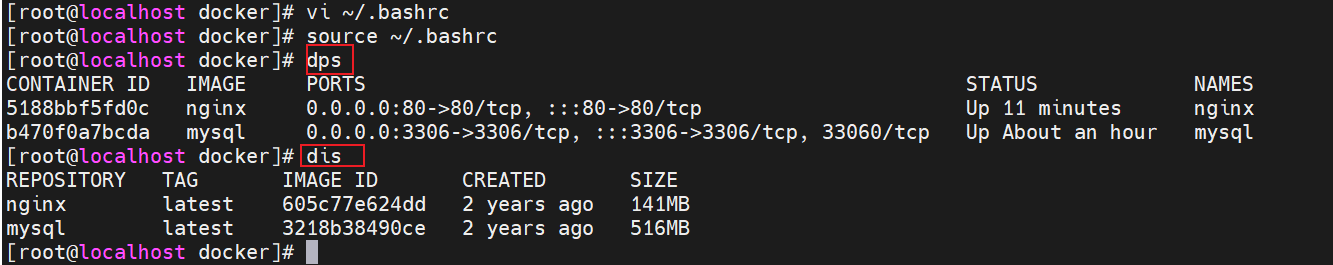 [root@localhost docker]# vi ~/.bashrc
[root@localhost docker]# source ~/.bashrc
[root@localhost docker]# dps
CONTAINER ID   IMAGE     PORTS                                                  STATUS             NAMES
5188bbf5fd0c   nginx     0.0.0.0:80->80/tcp, :::80->80/tcp                      Up 11 minutes      nginx
b470f0a7bcda   mysql     0.0.0.0:3306->3306/tcp, :::3306->3306/tcp, 33060/tcp   Up About an hour   mysql
[root@localhost docker]# dis
REPOSITORY   TAG       IMAGE ID       CREATED       SIZE
nginx        latest    605c77e624dd   2 years ago   141MB
mysql        latest    3218b38490ce   2 years ago   516MB
[root@localhost docker]#